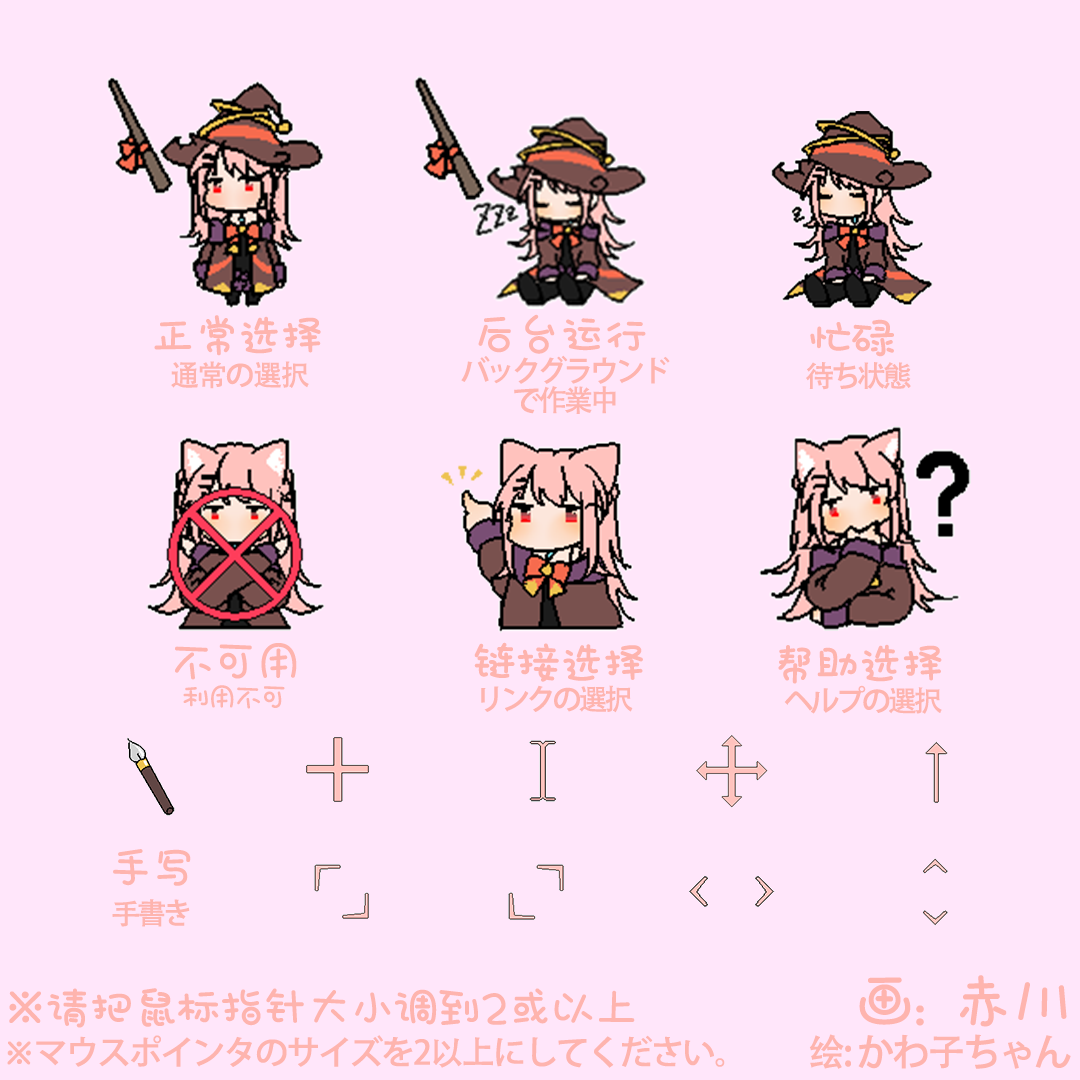 zZz
z
正常选择
后台运行
忙碌
通常の選択
バックグラウンド
で作業中
待ち状態
?
不可用
链接选择
帮助选择
利用不可
リンクの選択
ヘルプの選択
手写
手書き
※请把鼠标指针大小调到2或以上
※マウスポインタのサイズを2以上にしてください。
画：赤川
绘：かわ子ちゃん